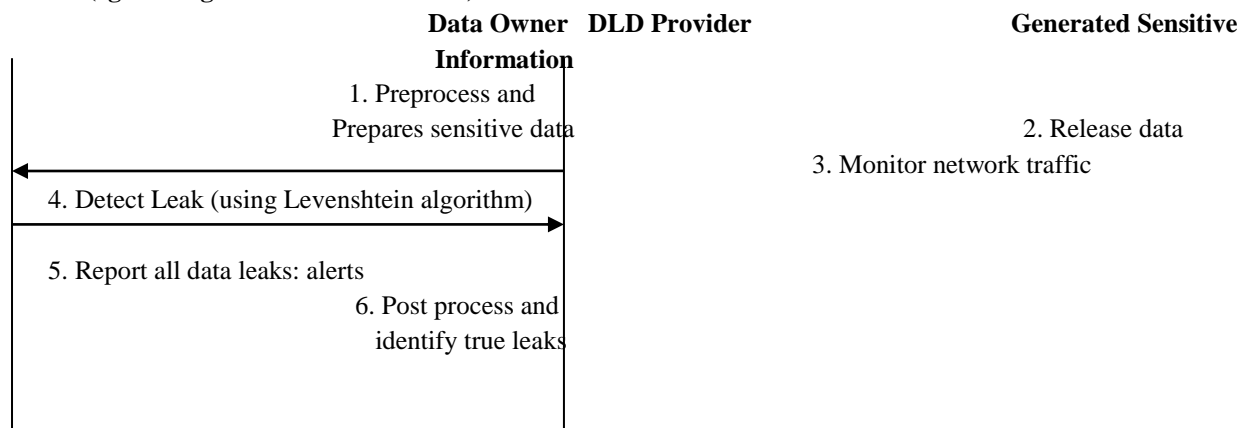 Data Owner DLD Provider Generated Sensitive
Information
1. Preprocess and
Prepares sensitive data 2. Release data
3. Monitor network traffic
4. Detect Leak (using Levenshtein algorithm)
5. Report all data leaks: alerts
6. Post process and
identify true leaks